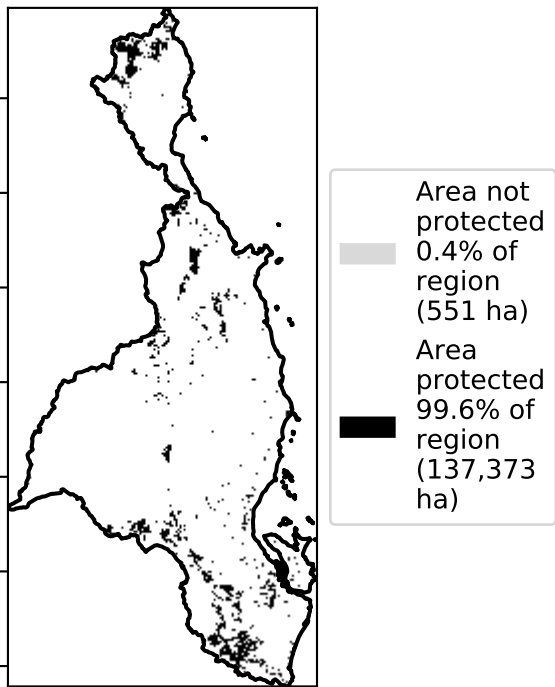 Area not
protected
0.4% of
region
(551 ha)
Area
protected
99.6% of
region
(137,373
ha)